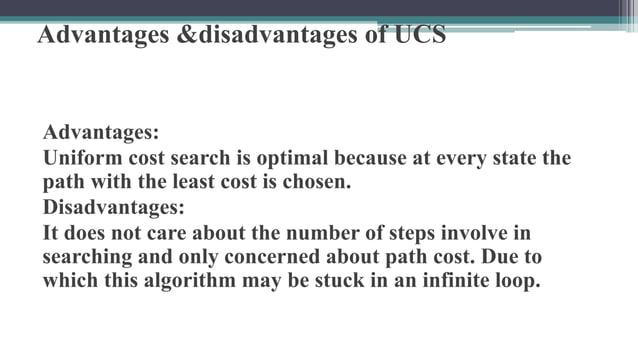 Advantages &disadvantages of UCS
Advantages:
Uniform cost search is optimal because at every state the
path with the least cost is chosen.
Disadvantages:
It does not care about the number of steps involve in
searching and only concerned about path cost. Due to
which this algorithm may be stuck in an infinite loop.